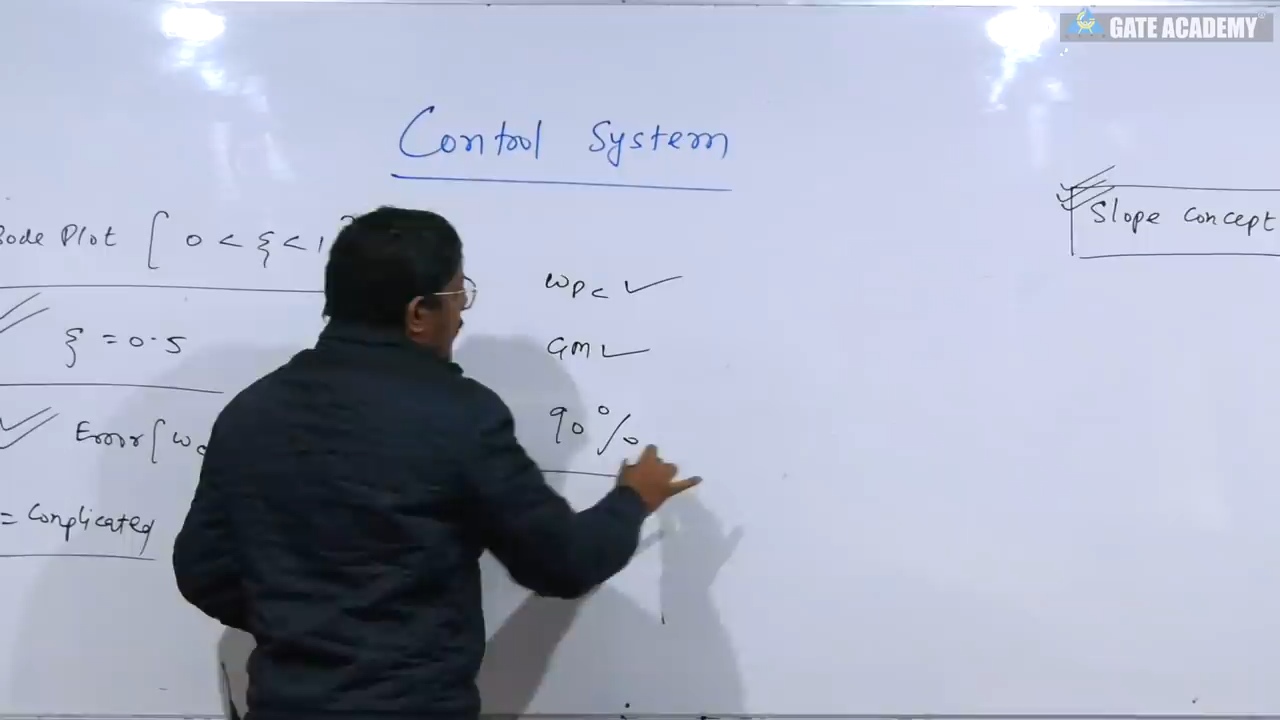 GATE ACADEMY
Control System
Bode Plot [ 0 < ξ < 1
ξ = 0.5
Error [ ω
= Complicated
ωpc ✓
GM ✓
90%
Slope Concept